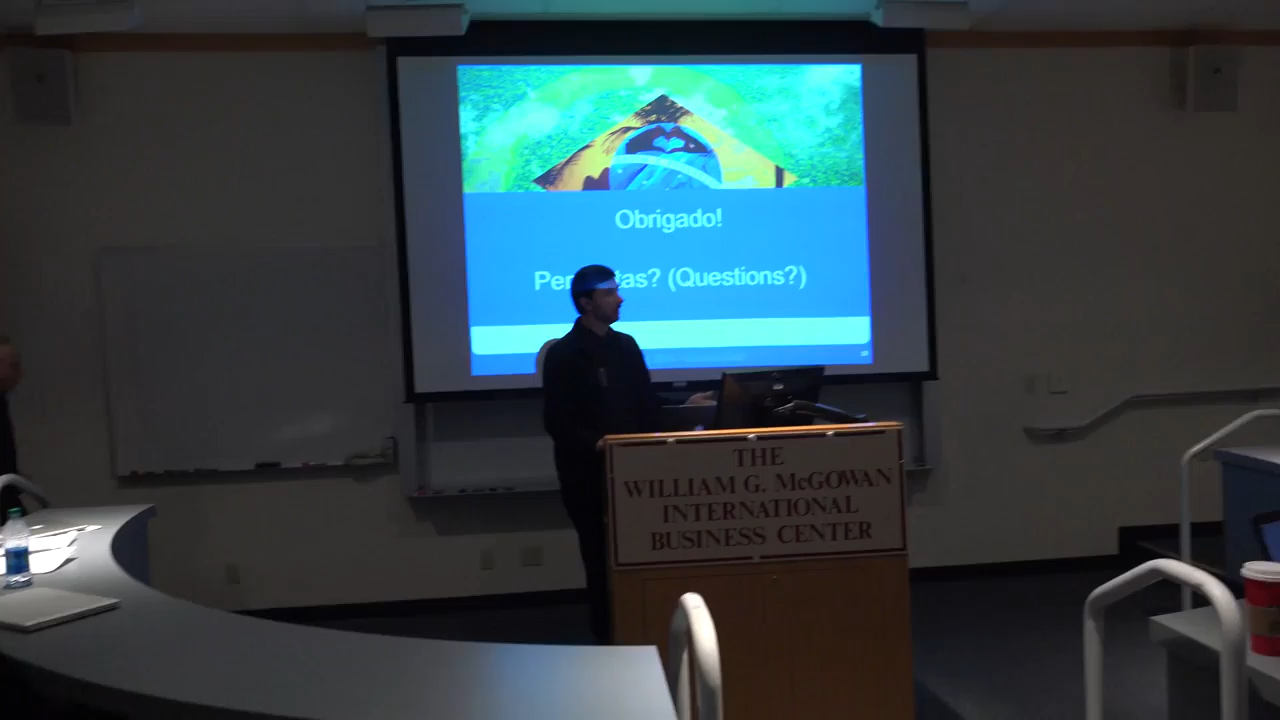 Obrigado!
(Questions?)
THE
WILLIAM G. McGOWAN
INTERNATIONAL
BUSINESS CENTER